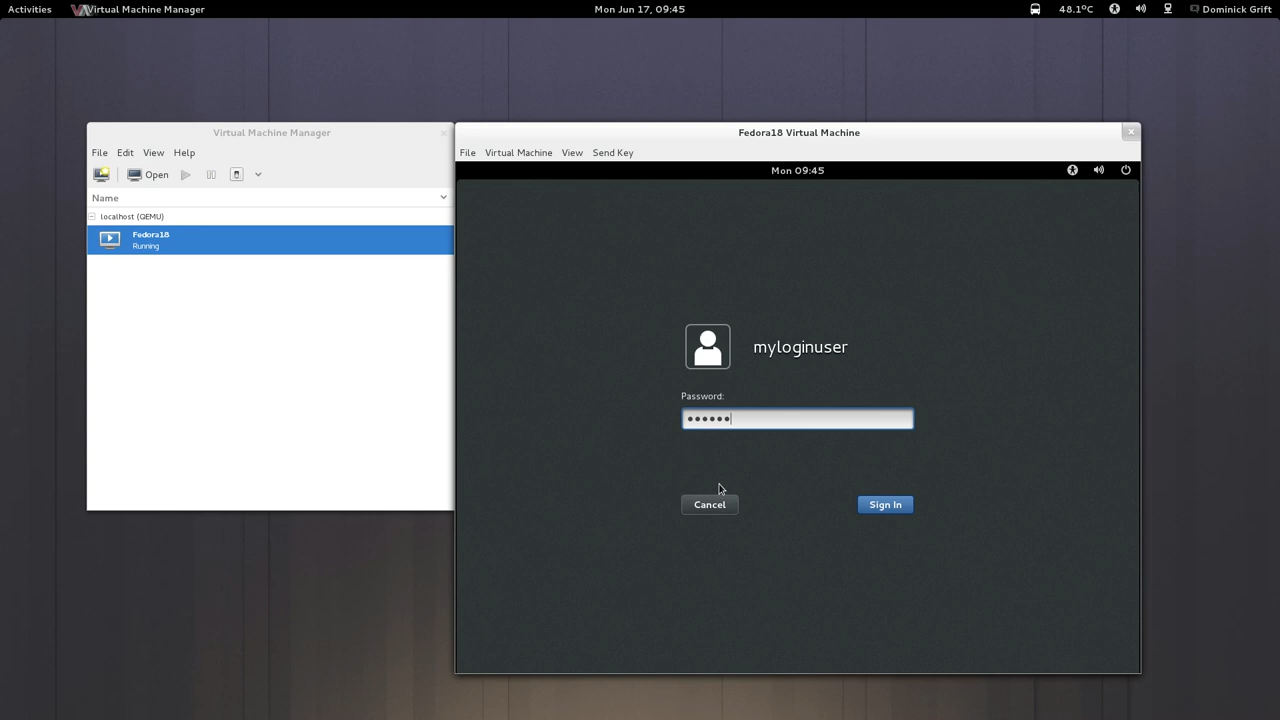 Activities Virtual Machine Manager Mon Jun 17, 09:45 48.1°C Dominick Grift
Virtual Machine Manager
File Edit View Help
Open
Name
localhost (QEMU)
Fedora18
Running
Fedora18 Virtual Machine
File Virtual Machine View Send Key
Mon 09:45
myloginuser
Password:
Cancel Sign In